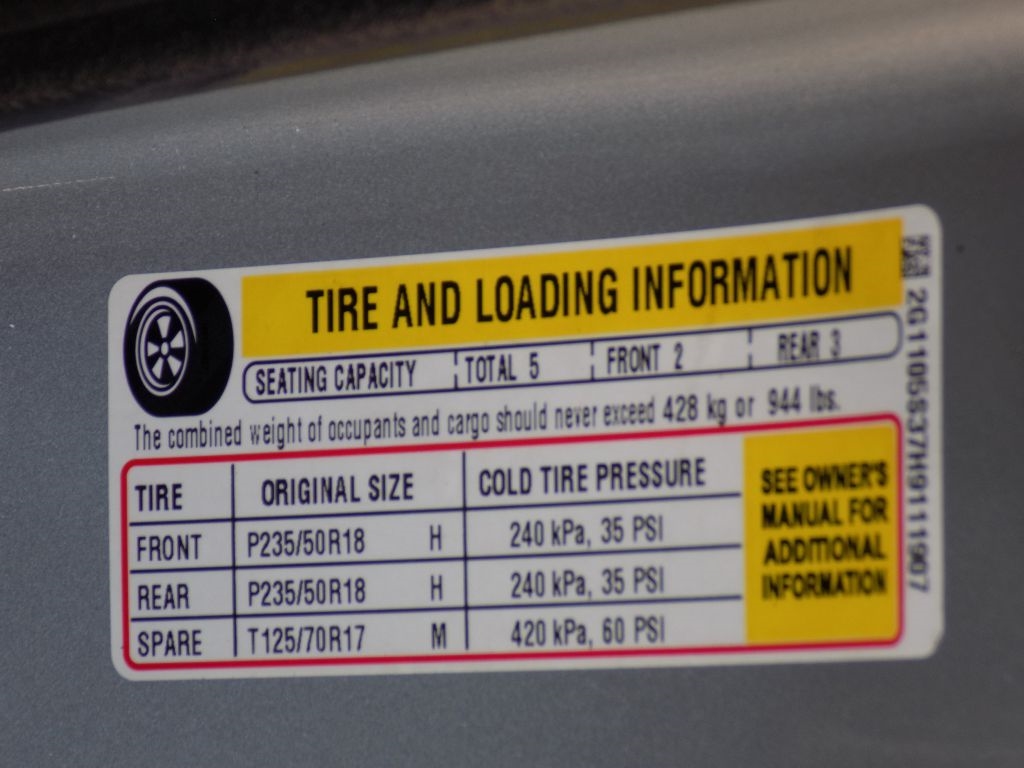 TIRE AND LOADING INFORMATION
SEATING CAPACITY TOTAL 5 FRONT 2 REAR 3
The combined weight of occupants and cargo should never exceed 428 kg or 944 lbs.
TIRE ORIGINAL SIZE COLD TIRE PRESSURE
FRONT P235/50R18 H 240 kPa, 35 PSI
REAR P235/50R18 H 240 kPa, 35 PSI
SPARE T125/70R17 M 420 kPa, 60 PSI
SEE OWNER'S
MANUAL FOR
ADDITIONAL
INFORMATION
2G1105S37H9111907